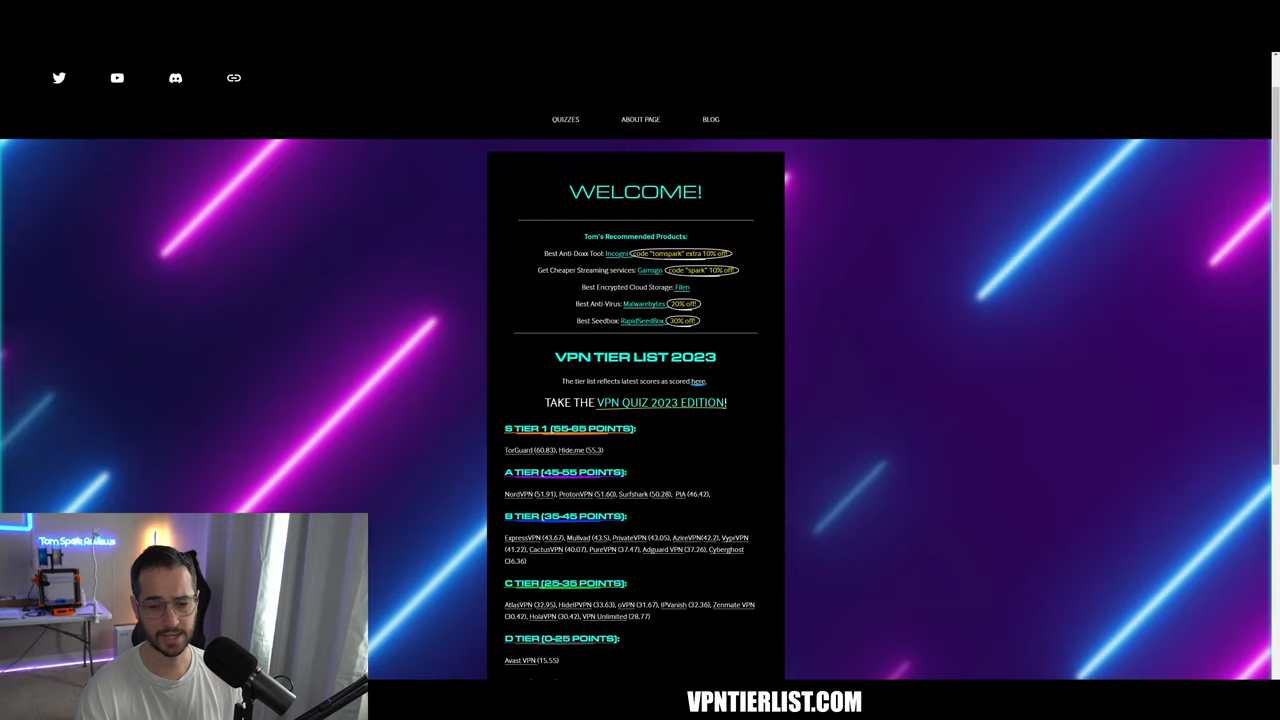 QUIZZES ABOUT PAGE BLOG
WELCOME!
Tom's Recommended Products:
Best Anti-Doxx Tool: Incogni code "tomspark" extra 10% off!
Get Cheaper Streaming services: Gamsgo code "spark" 10% off!
Best Encrypted Cloud Storage: Filen
Best Anti-Virus: Malwarebytes 20% off!
Best Seedbox: RapidSeedBox 30% off!
VPN TIER LIST 2023
The tier list reflects latest scores as scored here.
TAKE THE VPN QUIZ 2023 EDITION!
S TIER 1 (55-65 POINTS):
TorGuard (60.83), Hide.me (55.3)
A TIER (45-55 POINTS):
NordVPN (51.91), ProtonVPN (51.60), Surfshark (50.28), PIA (46.42),
B TIER (35-45 POINTS):
ExpressVPN (43.67), Mullvad (43.5), PrivateVPN (43.05), AzireVPN(42.2), VyprVPN
(41.22), CactusVPN (40.07), PureVPN (37.47), Adguard VPN (37.26), Cyberghost
(36.36)
C TIER (25-35 POINTS):
AtlasVPN (32.95), HideIPVPN (33.63), oVPN (31.67), IPVanish (32.36), Zenmate VPN
(30.42), HolaVPN (30.42), VPN Unlimited (28.77)
D TIER (0-25 POINTS):
Avast VPN (15.55)
Tom Spark Reviews
VPNTIERLIST.COM